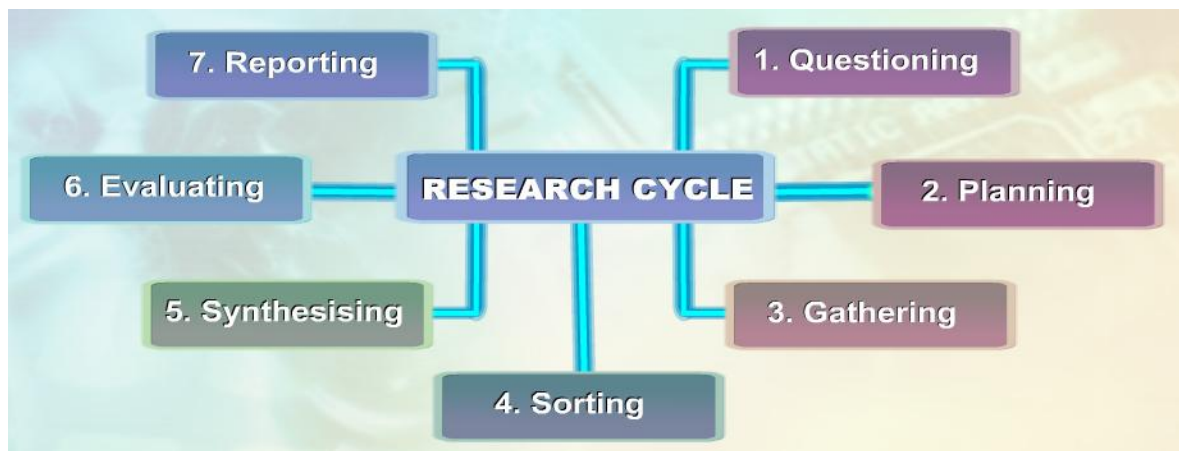 RESEARCH CYCLE
1. Questioning
2. Planning
3. Gathering
4. Sorting
5. Synthesising
6. Evaluating
7. Reporting